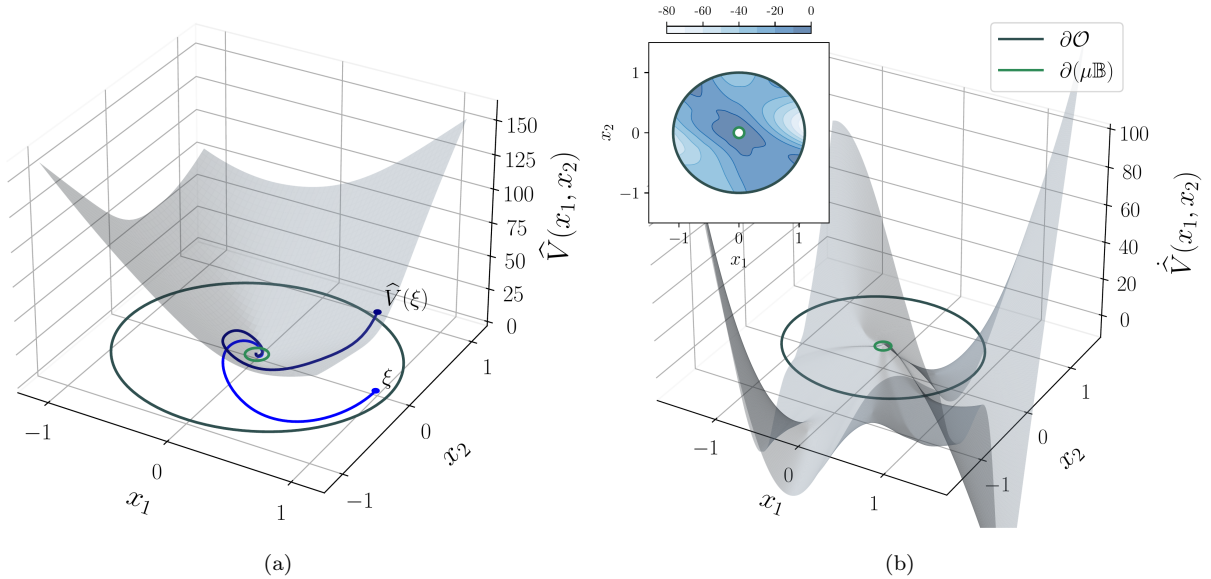 150
125
100
75
50
25
0
V̂(x₁, x₂)
V̂(ξ)
ξ
−1
0
1
x₁
−1
0
1
x₂
(a)
-80 -60 -40 -20 0
1
0
−1
x₂
−1 0 1
x₁
∂𝒪
∂(μ𝔹)
100
80
60
40
20
0
V̂̇(x₁, x₂)
−1
0
1
x₁
−1
0
1
x₂
(b)